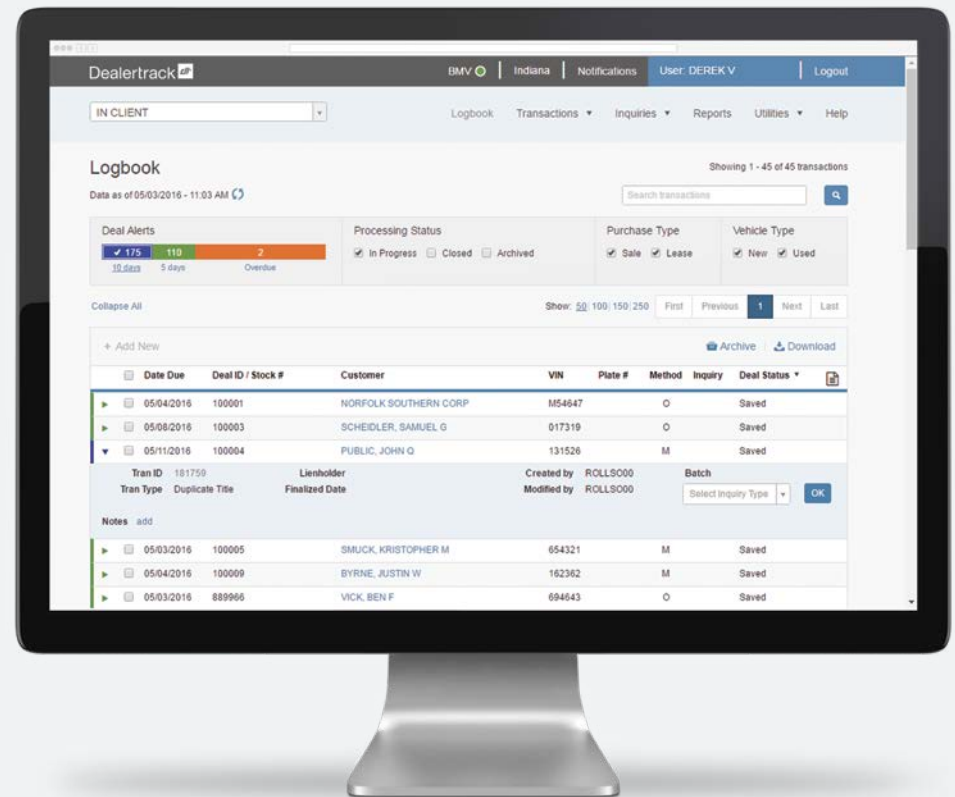 Dealertrack
BMV Indiana Notifications User: DEREK V Logout
IN CLIENT
Logbook Transactions Inquiries Reports Utilities Help
Logbook
Showing 1 - 45 of 45 transactions
Data as of 05/03/2016 - 11:03 AM
Search transactions
Deal Alerts Processing Status Purchase Type Vehicle Type
175 110 2 In Progress Closed Archived Sale Lease New Used
10 days 5 days Overdue
Collapse All Show: 50| 100| 150| 250 First Previous 1 Next Last
+ Add New Archive Download
Date Due Deal ID / Stock # Customer VIN Plate # Method Inquiry Deal Status
05/04/2016 100001 NORFOLK SOUTHERN CORP M54647 O Saved
05/06/2016 100003 SCHEIDLER, SAMUEL G 017319 O Saved
05/11/2016 100004 PUBLIC, JOHN Q 131526 M Saved
Tran ID 181759 Lienholder Created by ROLLSO00 Batch
Tran Type Duplicate Title Finalized Date Modified by ROLLSO00 Select Inquiry Type OK
Notes add
05/03/2016 100005 SMUCK, KRISTOPHER M 654321 M Saved
05/04/2016 100009 BYRNE, JUSTIN W 162362 M Saved
05/03/2016 889966 VICK, BEN F 694643 O Saved